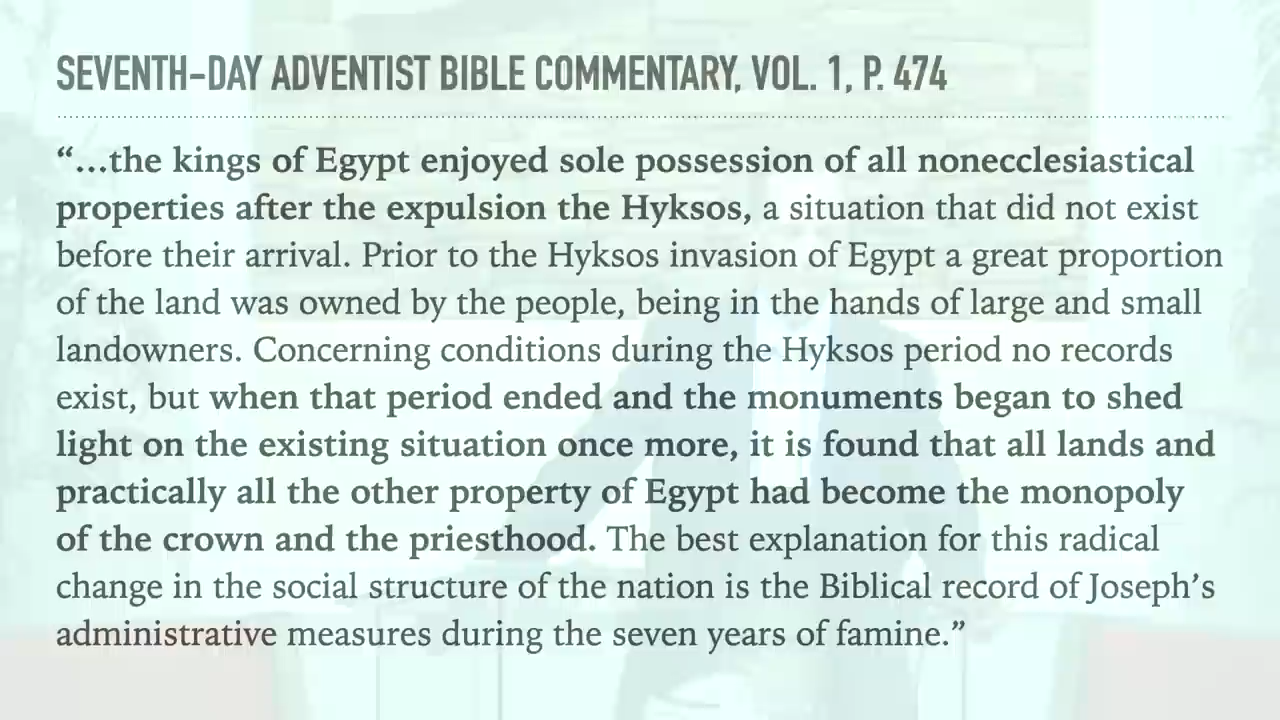 SEVENTH-DAY ADVENTIST BIBLE COMMENTARY, VOL. 1, P. 474
“...the kings of Egypt enjoyed sole possession of all nonecclesiastical
properties after the expulsion the Hyksos, a situation that did not exist
before their arrival. Prior to the Hyksos invasion of Egypt a great proportion
of the land was owned by the people, being in the hands of large and small
landowners. Concerning conditions during the Hyksos period no records
exist, but when that period ended and the monuments began to shed
light on the existing situation once more, it is found that all lands and
practically all the other property of Egypt had become the monopoly
of the crown and the priesthood. The best explanation for this radical
change in the social structure of the nation is the Biblical record of Joseph’s
administrative measures during the seven years of famine.”